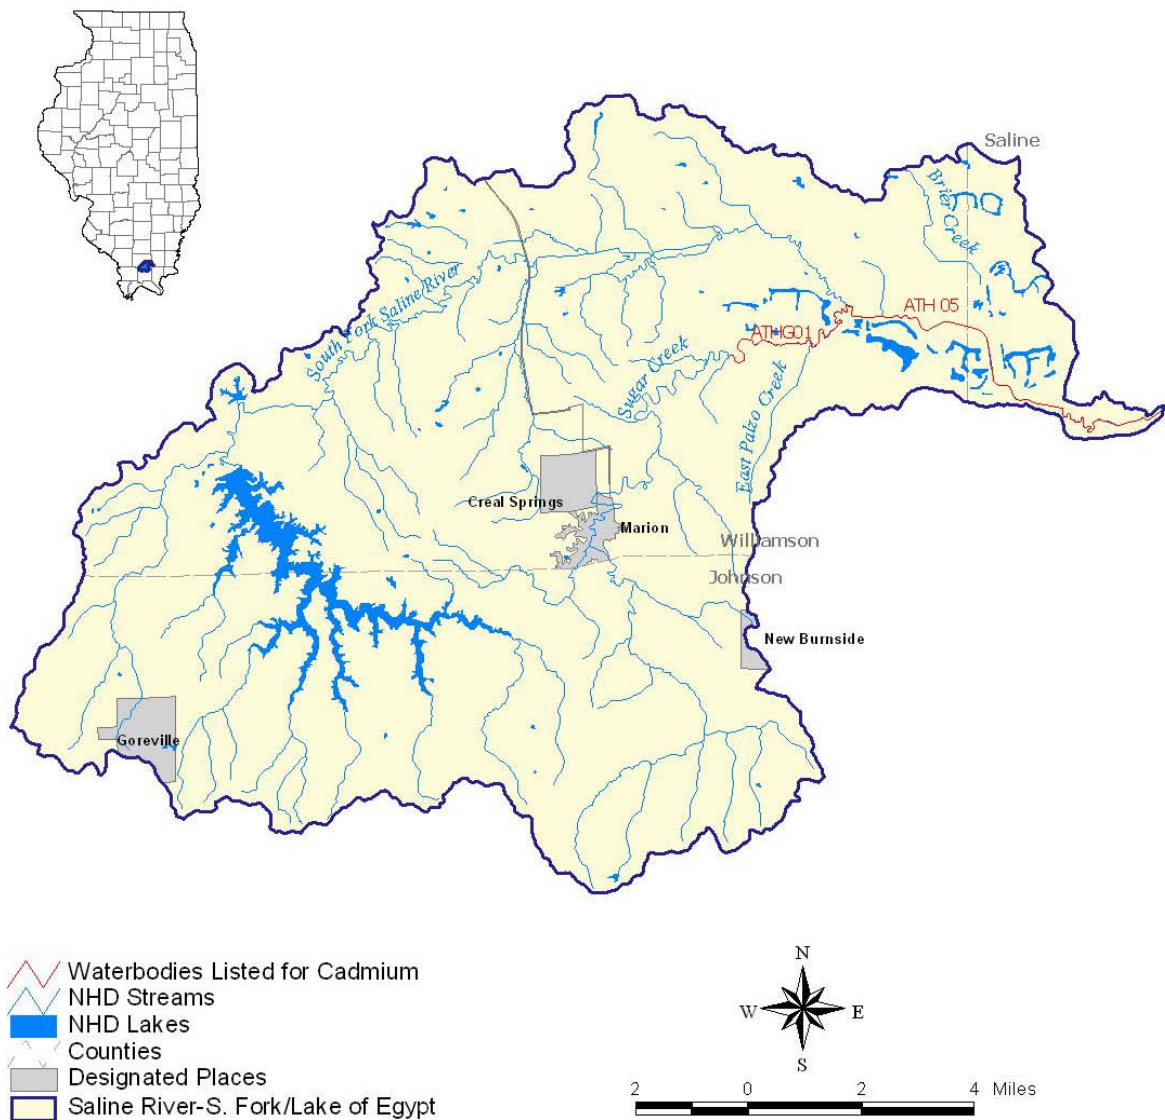 Saline
Brier Creek
South Fork Saline River
ATH 05
ATHG01
Sugar Creek
East Palzo Creek
Creal Springs
Marion
Williamson
Johnson
New Burnside
Goreville
Waterbodies Listed for Cadmium
NHD Streams
NHD Lakes
Counties
Designated Places
Saline River-S. Fork/Lake of Egypt
N
W E
S
2 0 2 4 Miles